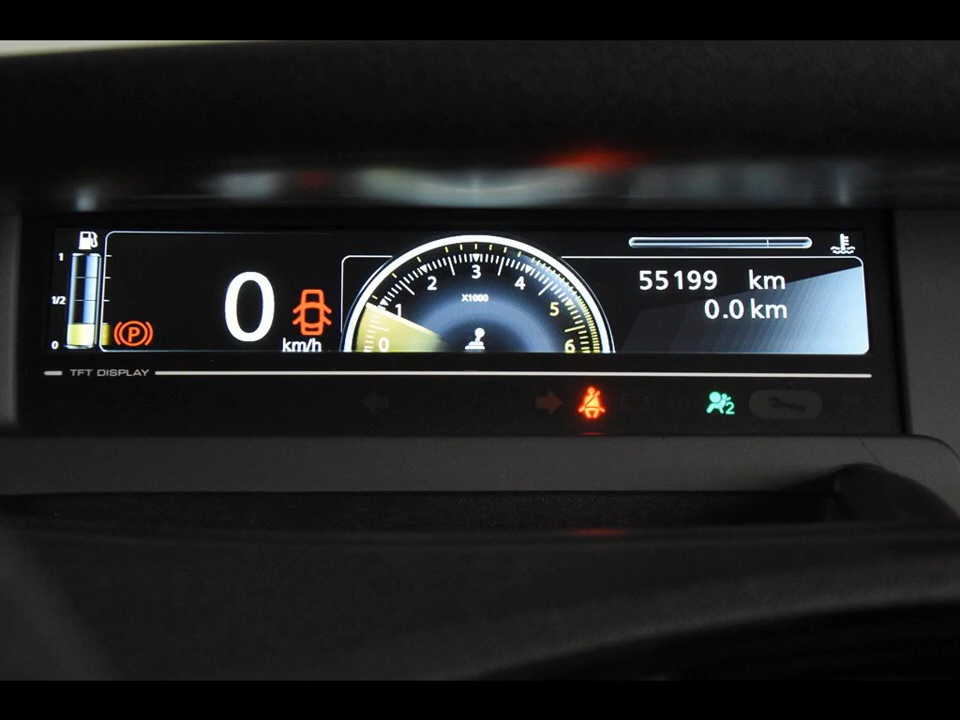 1
1/2
0
(P)
0
km/h
0 1 2 3 4 5 6
X1000
55199 km
0.0 km
TFT DISPLAY
2